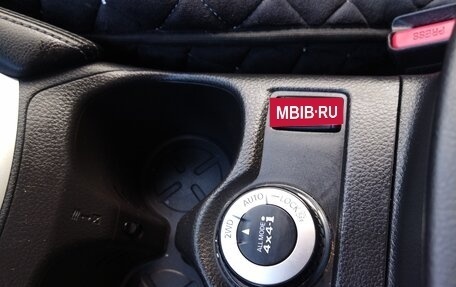 PRESS
MBIB·RU
AUTO
LOCK
2WD
ALL MODE
4x4-i